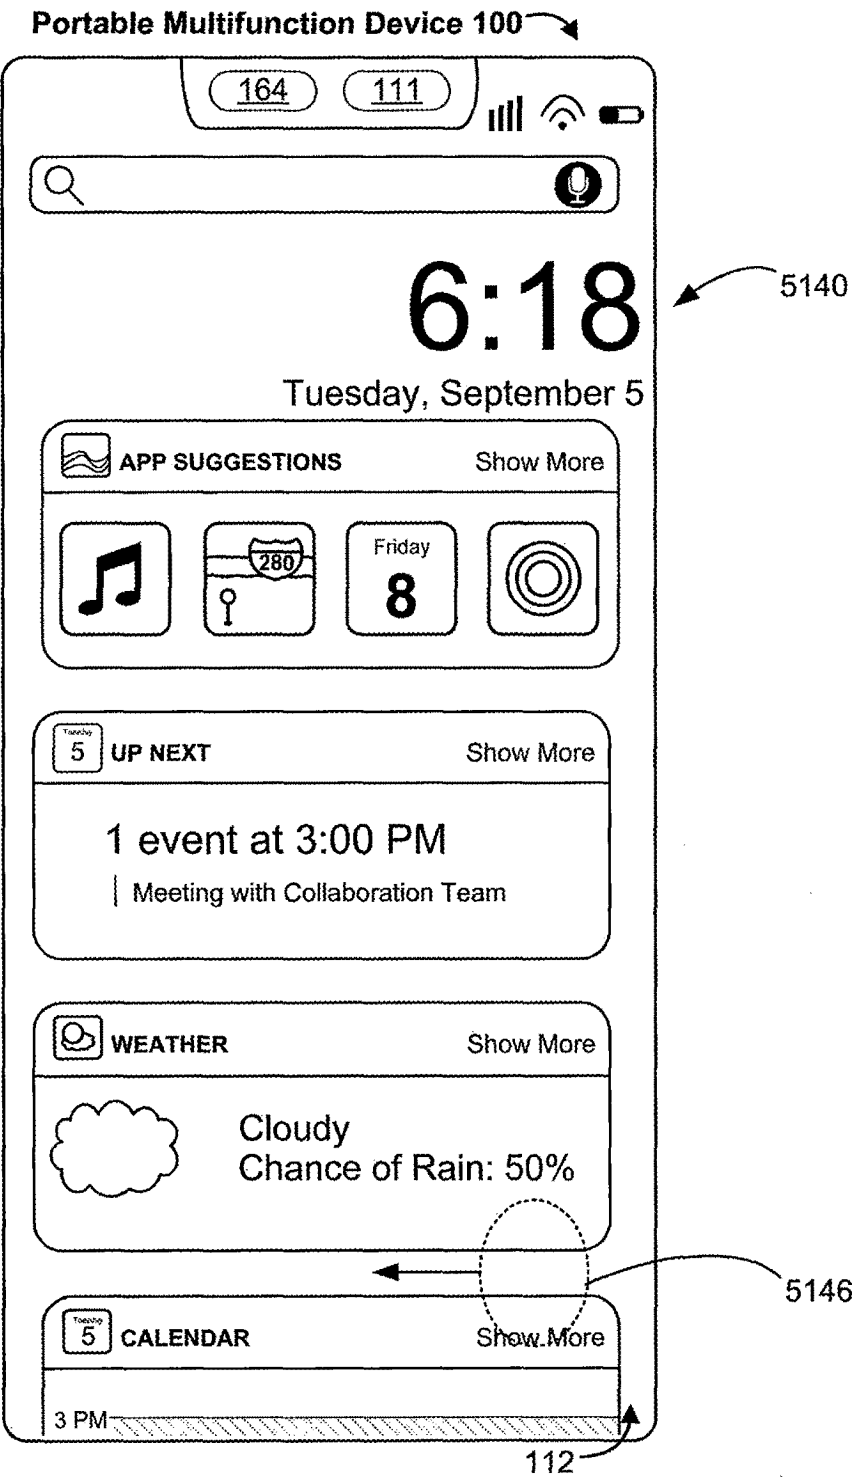 Portable Multifunction Device 100
164 111
6:18
5140
Tuesday, September 5
APP SUGGESTIONS Show More
280
Friday
8
Tuesday
5 UP NEXT Show More
1 event at 3:00 PM
Meeting with Collaboration Team
WEATHER Show More
Cloudy
Chance of Rain: 50%
5146
Tuesday
5 CALENDAR Show More
3 PM
112